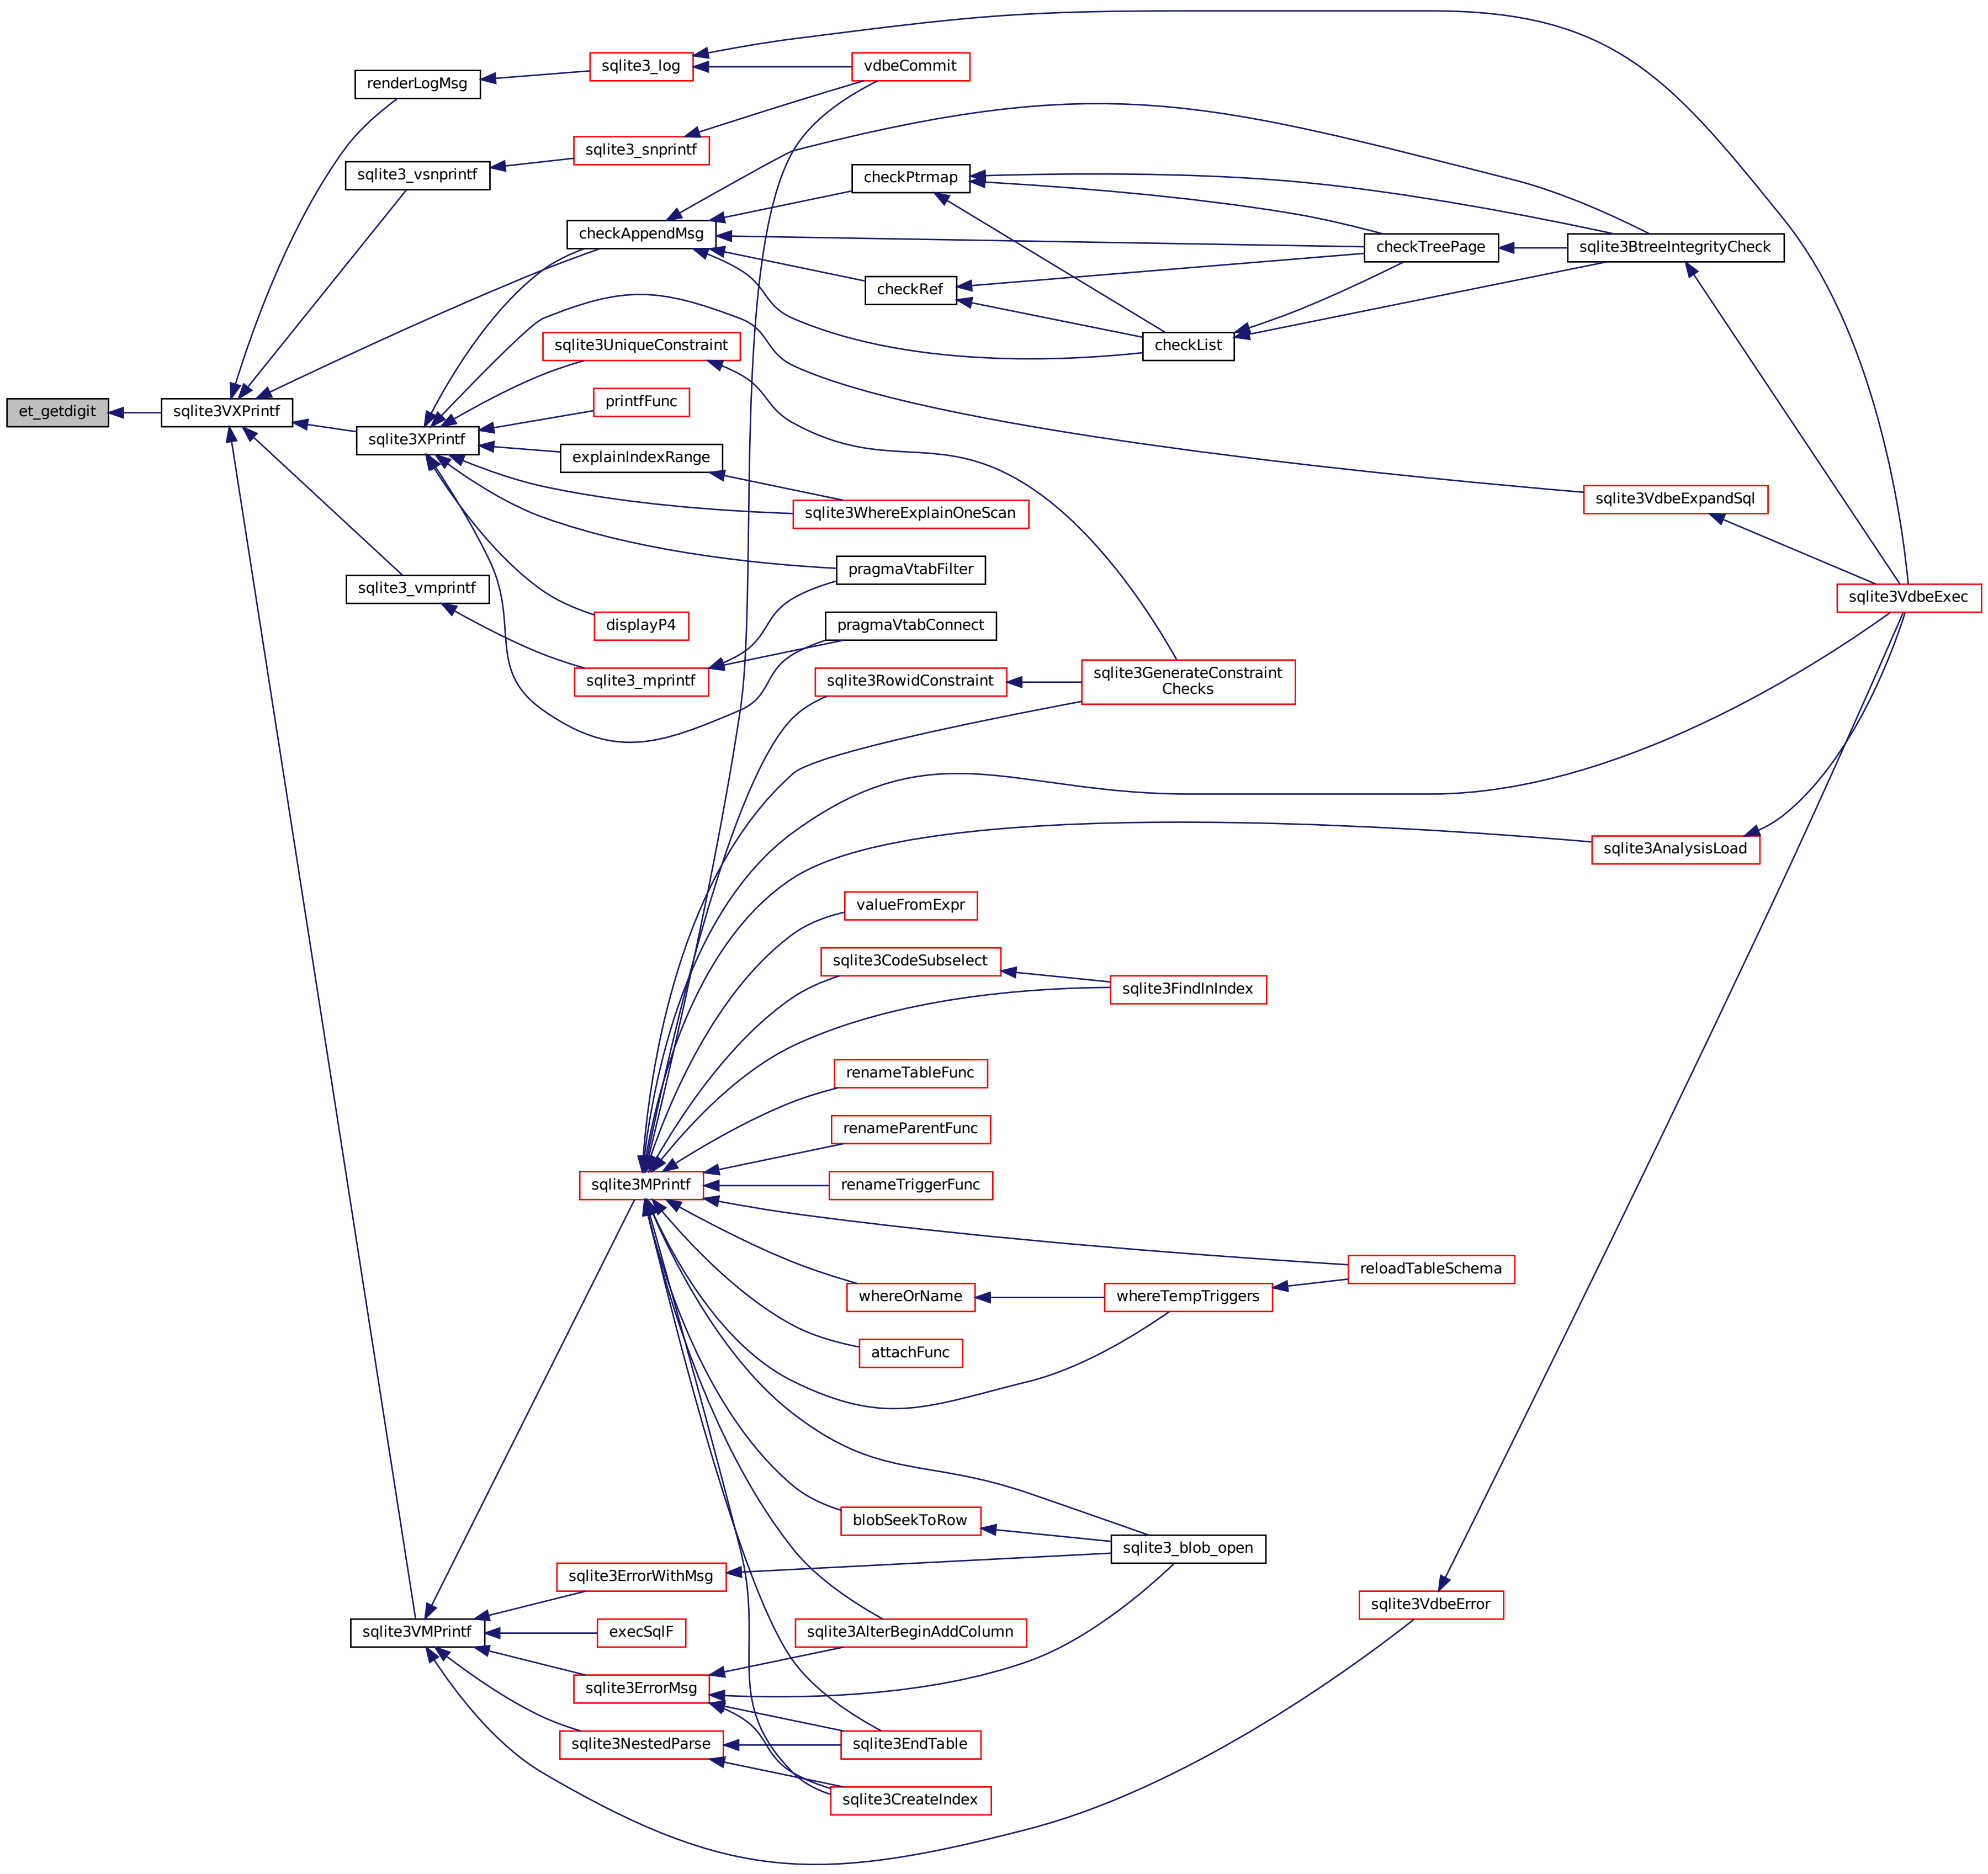 sqlite3_log
vdbeCommit
renderLogMsg
sqlite3_snprintf
sqlite3_vsnprintf
checkPtrmap
checkAppendMsg
checkTreePage
sqlite3BtreeIntegrityCheck
checkRef
sqlite3UniqueConstraint
checkList
printfFunc
et_getdigit
sqlite3VXPrintf
sqlite3XPrintf
explainIndexRange
sqlite3VdbeExpandSql
sqlite3WhereExplainOneScan
pragmaVtabFilter
sqlite3_vmprintf
sqlite3VdbeExec
displayP4
pragmaVtabConnect
sqlite3_mprintf
sqlite3RowidConstraint
sqlite3GenerateConstraint
Checks
sqlite3AnalysisLoad
valueFromExpr
sqlite3CodeSubselect
sqlite3FindInIndex
renameTableFunc
renameParentFunc
sqlite3MPrintf
renameTriggerFunc
reloadTableSchema
whereOrName
whereTempTriggers
attachFunc
blobSeekToRow
sqlite3_blob_open
sqlite3ErrorWithMsg
sqlite3VdbeError
sqlite3VMPrintf
execSqlF
sqlite3AlterBeginAddColumn
sqlite3ErrorMsg
sqlite3NestedParse
sqlite3EndTable
sqlite3CreateIndex